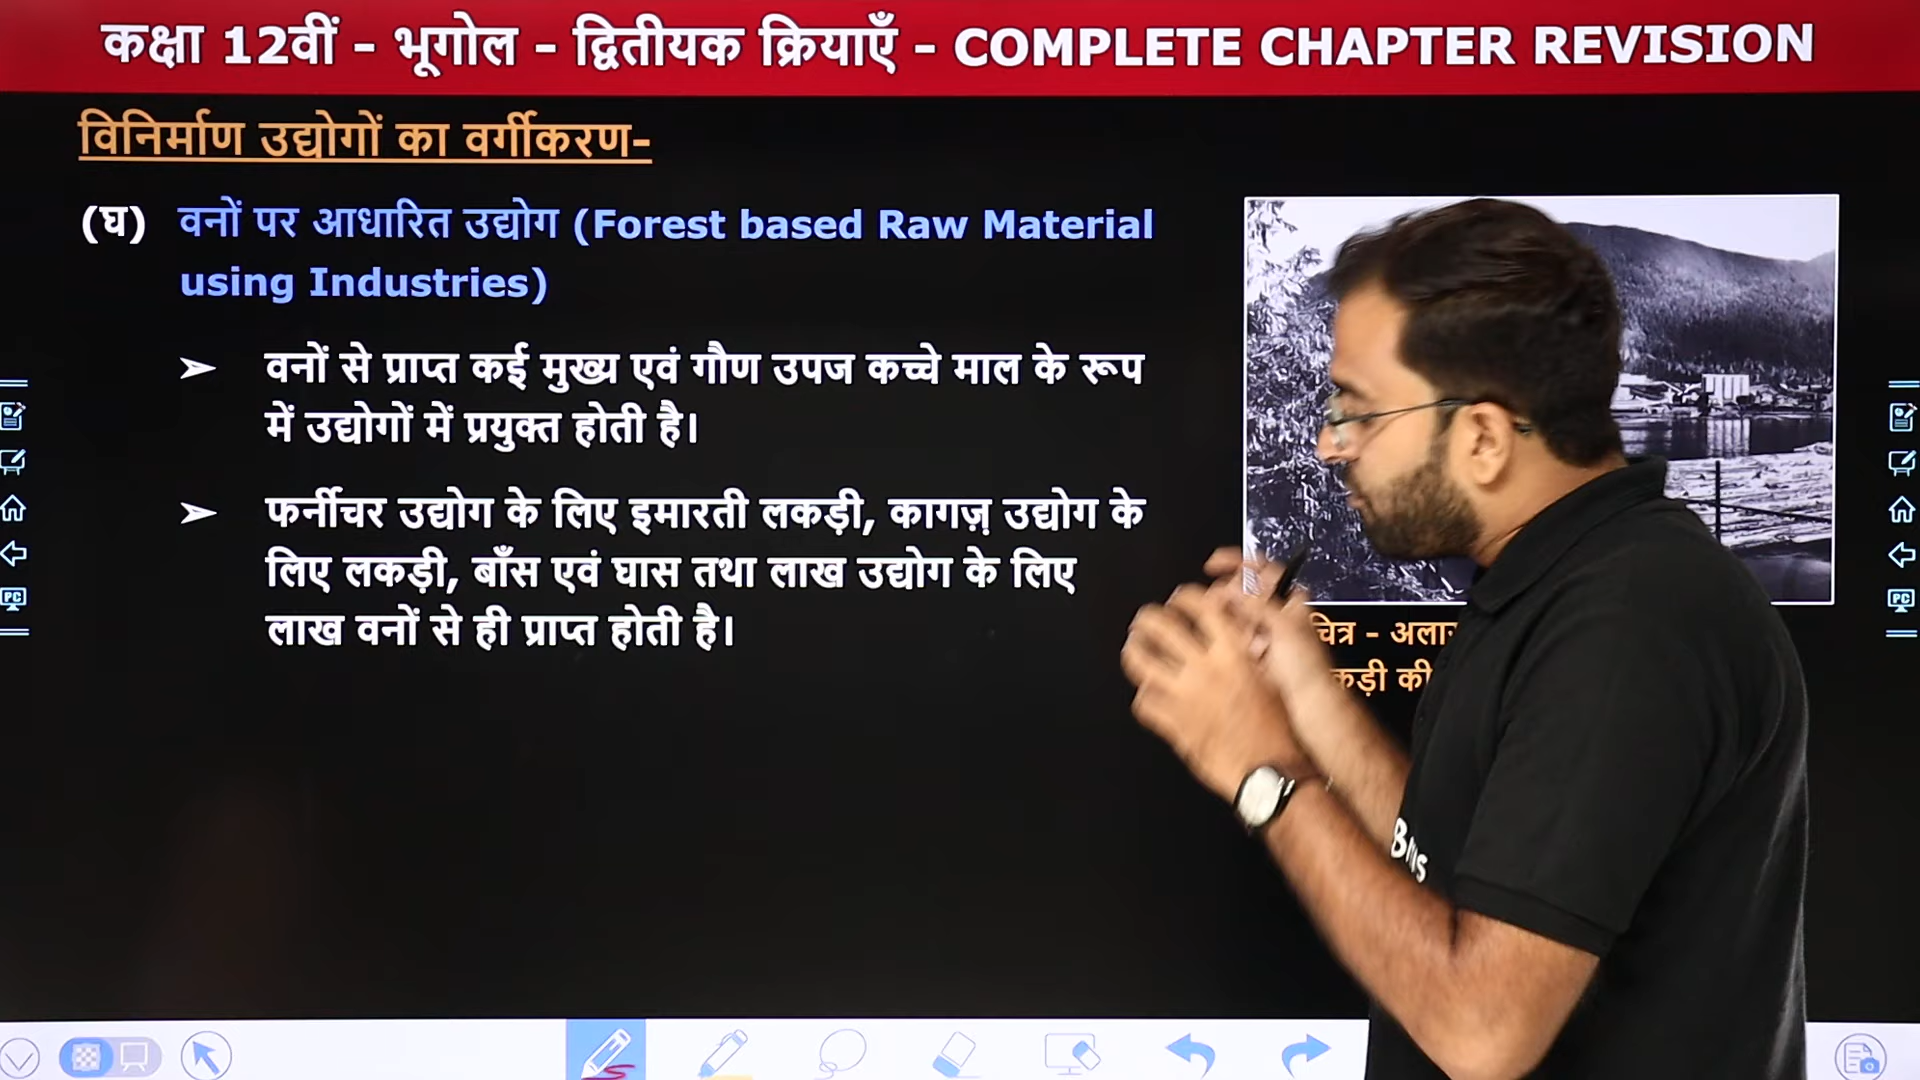 कक्षा 12वीं - भूगोल - द्वितीयक क्रियाएँ - COMPLETE CHAPTER REVISION
विनिर्माण उद्योगों का वर्गीकरण-
(घ) वनों पर आधारित उद्योग (Forest based Raw Material
using Industries)
➢ वनों से प्राप्त कई मुख्य एवं गौण उपज कच्चे माल के रूप
में उद्योगों में प्रयुक्त होती है।
➢ फर्नीचर उद्योग के लिए इमारती लकड़ी, कागज़ उद्योग के
लिए लकड़ी, बाँस एवं घास तथा लाख उद्योग के लिए
लाख वनों से ही प्राप्त होती है।
चित्र -
की
PC
PC